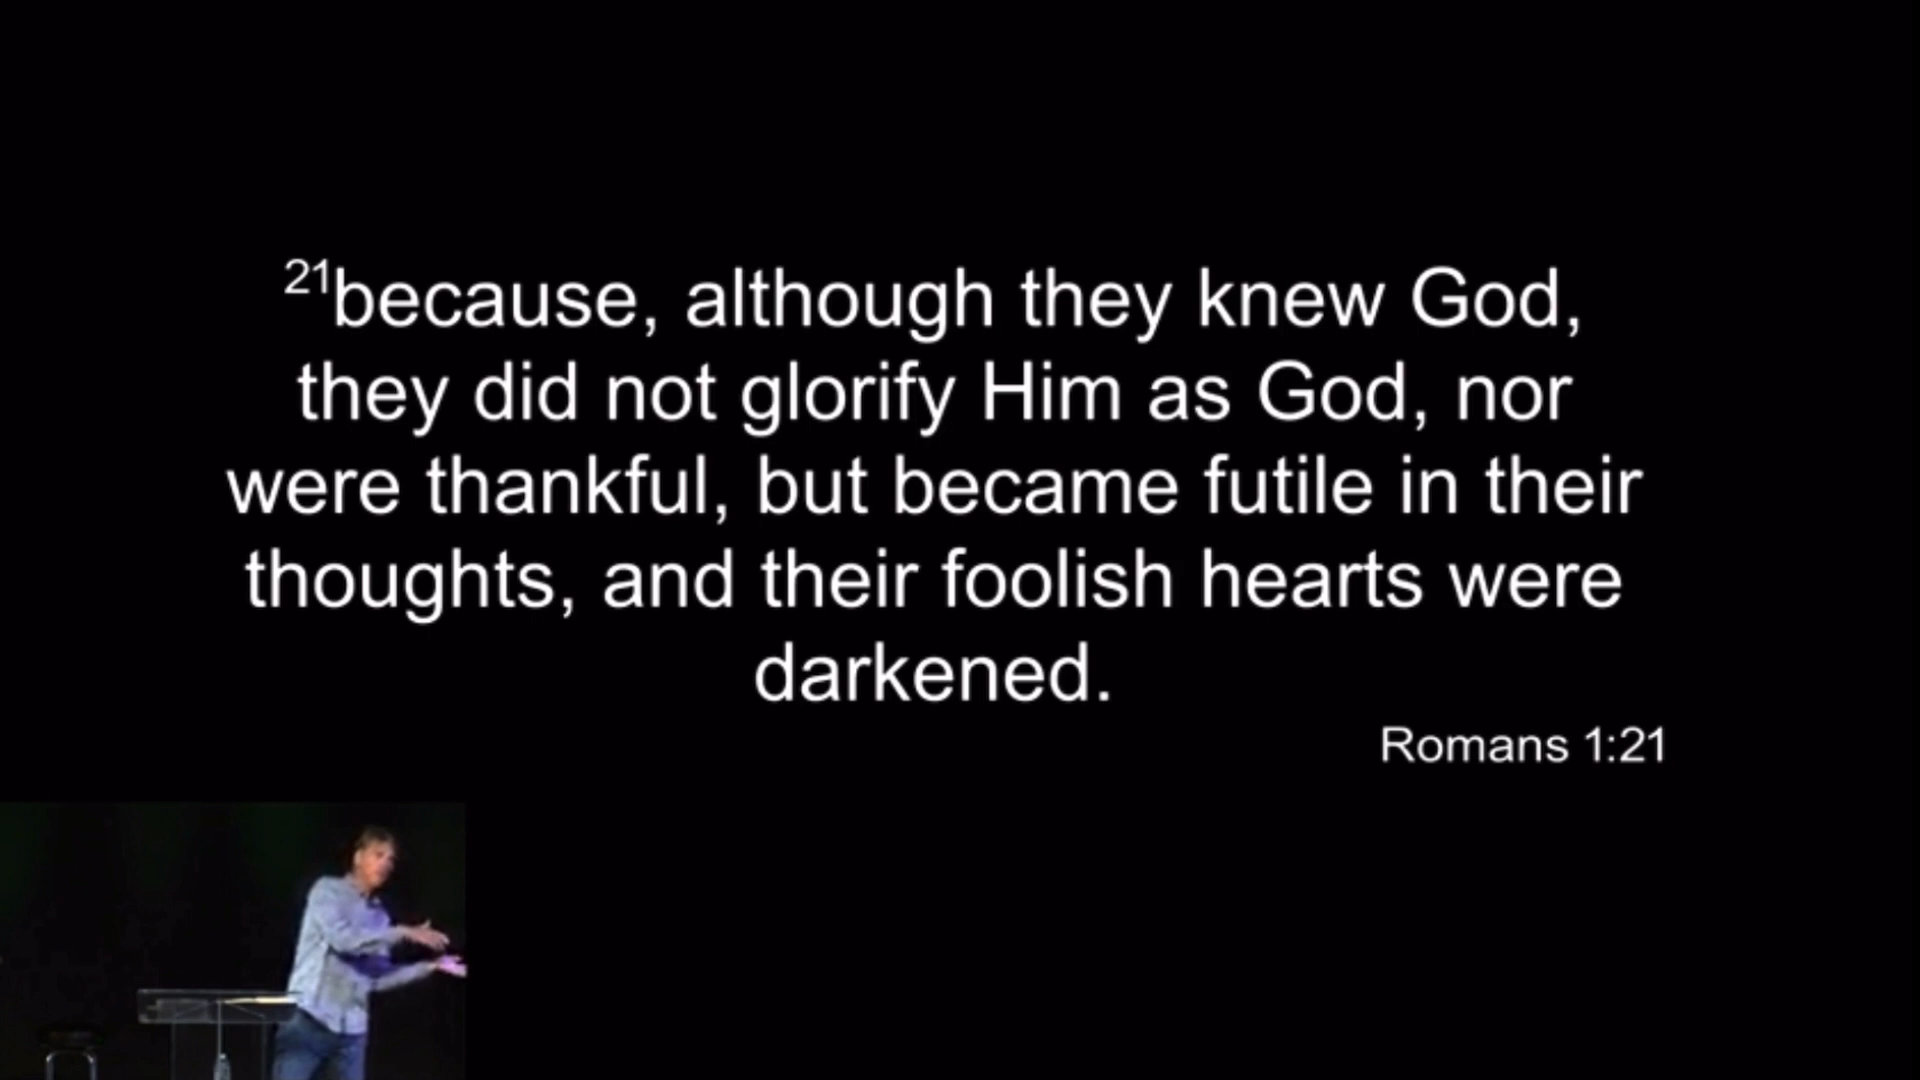 21because, although they knew God,
they did not glorify Him as God, nor
were thankful, but became futile in their
thoughts, and their foolish hearts were
darkened.
Romans 1:21